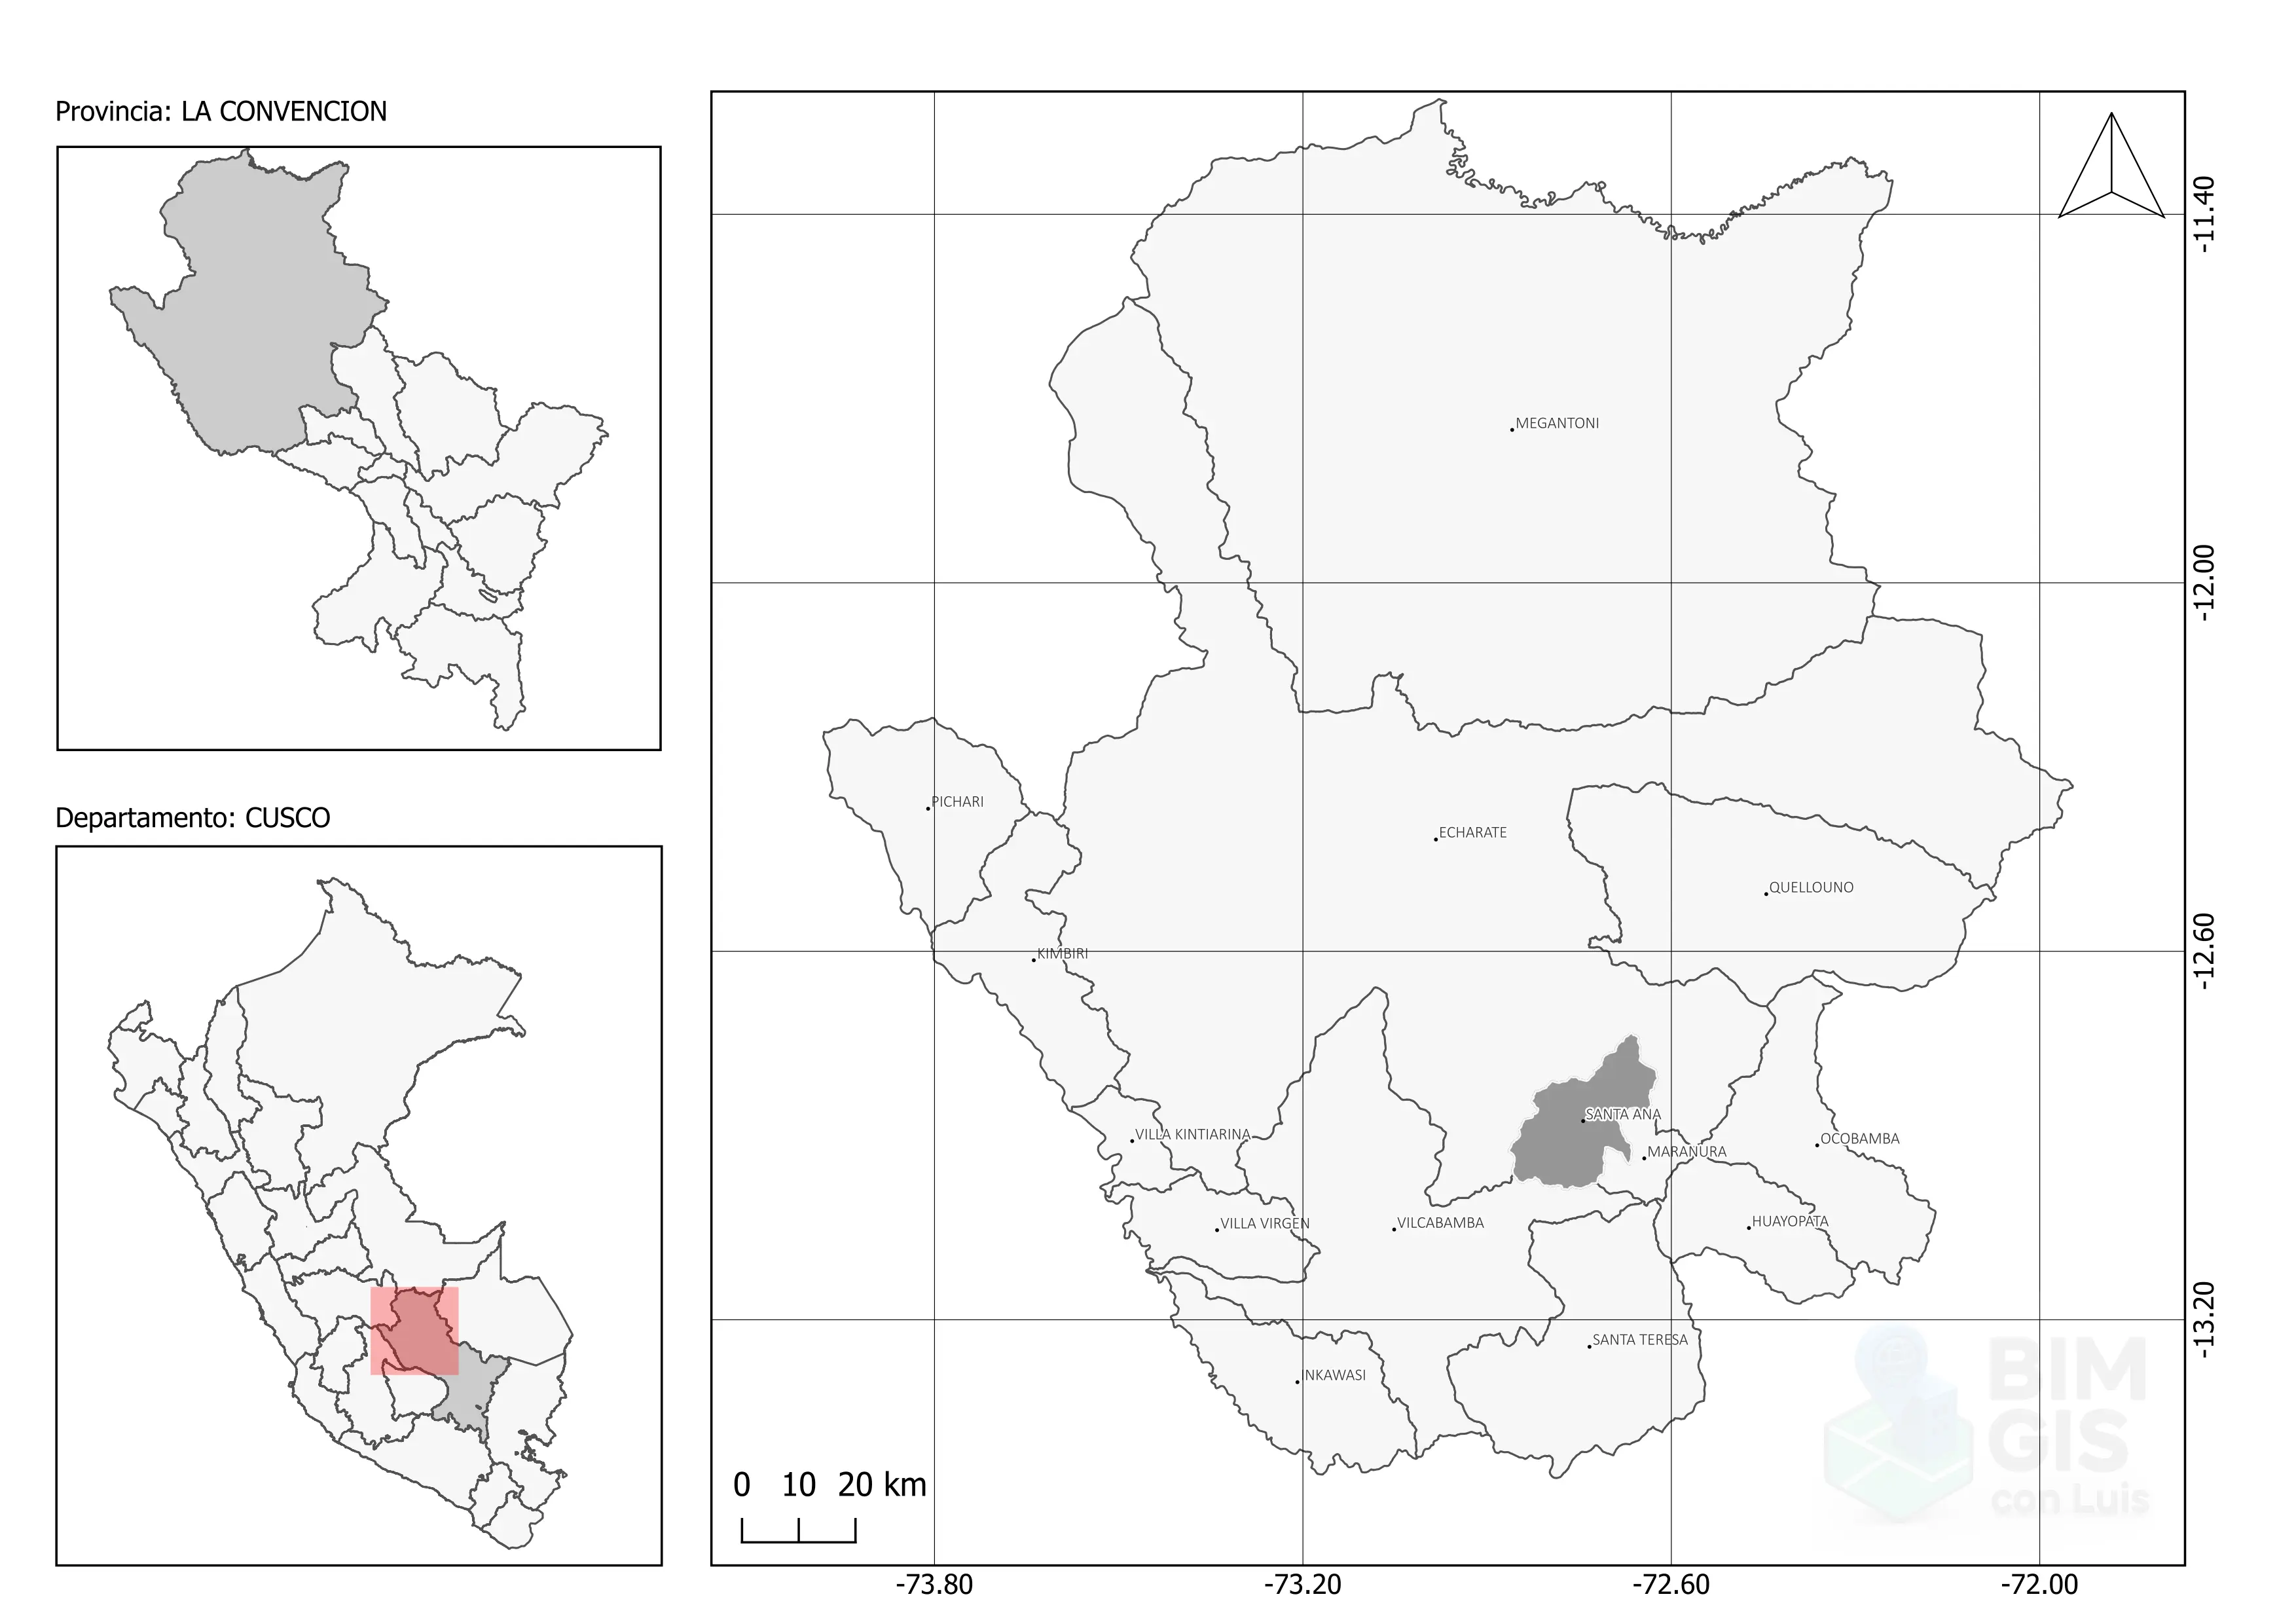 Provincia: LA CONVENCION
Departamento: CUSCO
MEGANTONI
PICHARI
ECHARATE
QUELLOUNO
KIMBIRI
SANTA ANA
VILLA KINTIARINA
OCOBAMBA
MARANURA
VILLA VIRGEN
VILCABAMBA
HUAYOPATA
SANTA TERESA
INKAWASI
0 10 20 km
-73.80 -73.20 -72.60 -72.00
-11.40
-12.00
-12.60
-13.20
BIM
GIS
con Luis